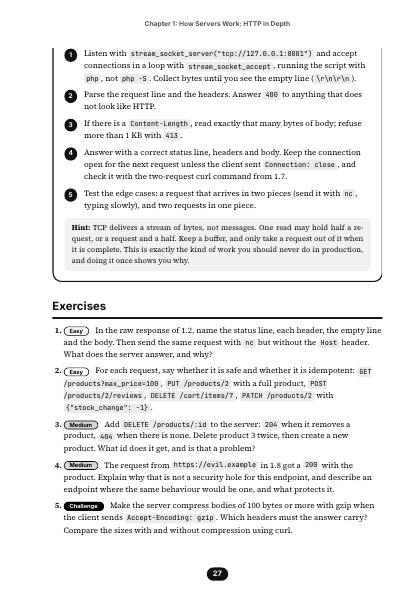 Chapter 1: How Servers Work: HTTP in Depth
1 Listen with stream_socket_server("tcp://127.0.0.1:8001") and accept
connections in a loop with stream_socket_accept, running the script with
php, not php -S. Collect bytes until you see the empty line (\r\n\r\n).
2 Parse the request line and the headers. Answer 400 to anything that does
not look like HTTP.
3 If there is a Content-Length, read exactly that many bytes of body; refuse
more than 1 KB with 413.
4 Answer with a correct status line, headers and body. Keep the connection
open for the next request unless the client sent Connection: close, and
check it with the two-request curl command from 1.7.
5 Test the edge cases: a request that arrives in two pieces (send it with nc,
typing slowly), and two requests in one piece.
Hint: TCP delivers a stream of bytes, not messages. One read may hold half a re-
quest, or a request and a half. Keep a buffer, and only take a request out of it when
it is complete. This is exactly the kind of work you should never do in production,
and doing it once shows you why.
Exercises
1. Easy In the raw response of 1.2, name the status line, each header, the empty line
and the body. Then send the same request with nc but without the Host header.
What does the server answer, and why?
2. Easy For each request, say whether it is safe and whether it is idempotent: GET
/products?max_price=100, PUT /products/2 with a full product, POST
/products/2/reviews, DELETE /cart/items/7, PATCH /products/2 with
{"stock_change": -1}.
3. Medium Add DELETE /products/:id to the server: 204 when it removes a
product, 404 when there is none. Delete product 3 twice, then create a new
product. What id does it get, and is that a problem?
4. Medium The request from https://evil.example in 1.8 got a 200 with the
product. Explain why that is not a security hole for this endpoint, and describe an
endpoint where the same behaviour would be one, and what protects it.
5. Challenge Make the server compress bodies of 100 bytes or more with gzip when
the client sends Accept-Encoding: gzip. Which headers must the answer carry?
Compare the sizes with and without compression using curl.
27